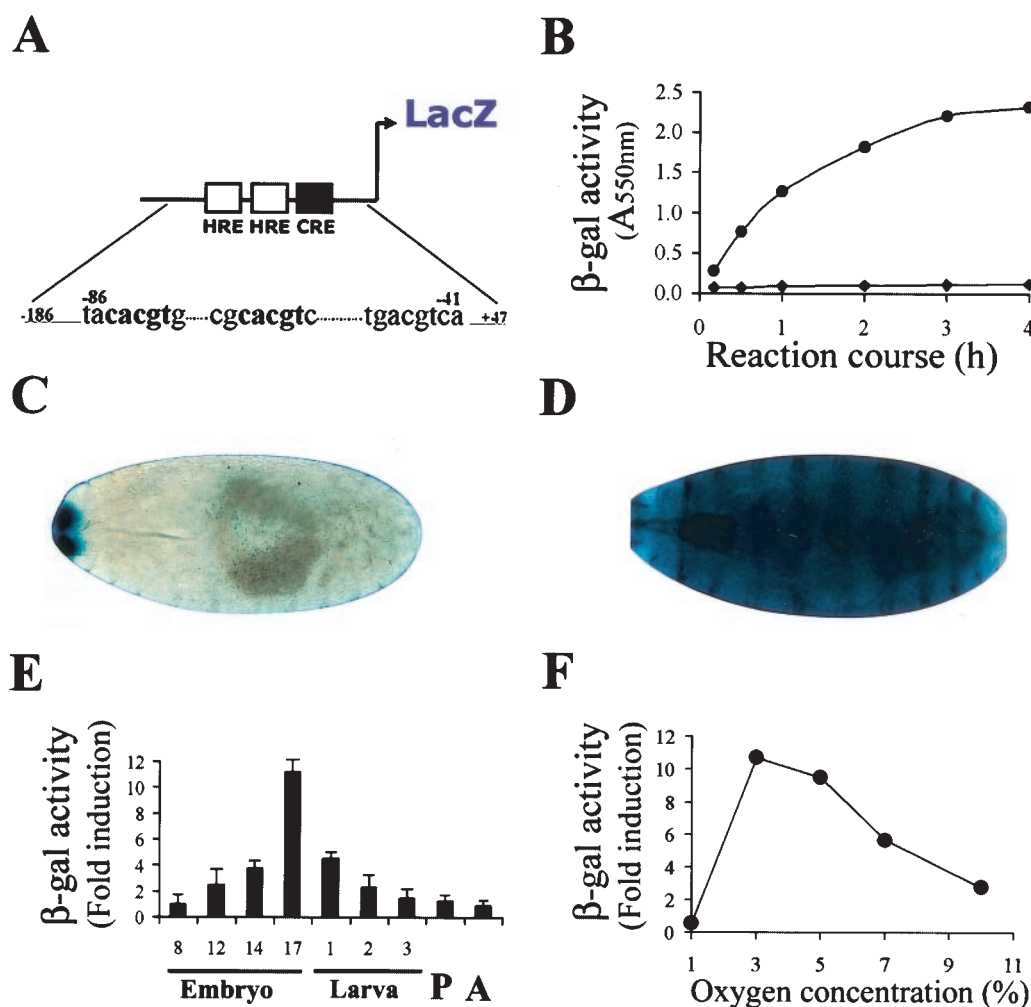 A
LacZ
HRE HRE CRE
-86 -41
-186 tacacgtg cgcacgtc tgacgtca +47
B
β-gal activity
(A550nm)
2.5
2.0
1.5
1.0
0.5
0.0
0 1 2 3 4
Reaction course (h)
C
D
E
β-gal activity
(Fold induction)
12
10
8
6
4
2
0
8 12 14 17 1 2 3 P A
Embryo Larva
F
β-gal activity
(Fold induction)
12
10
8
6
4
2
0
1 3 5 7 9 11
Oxygen concentration (%)